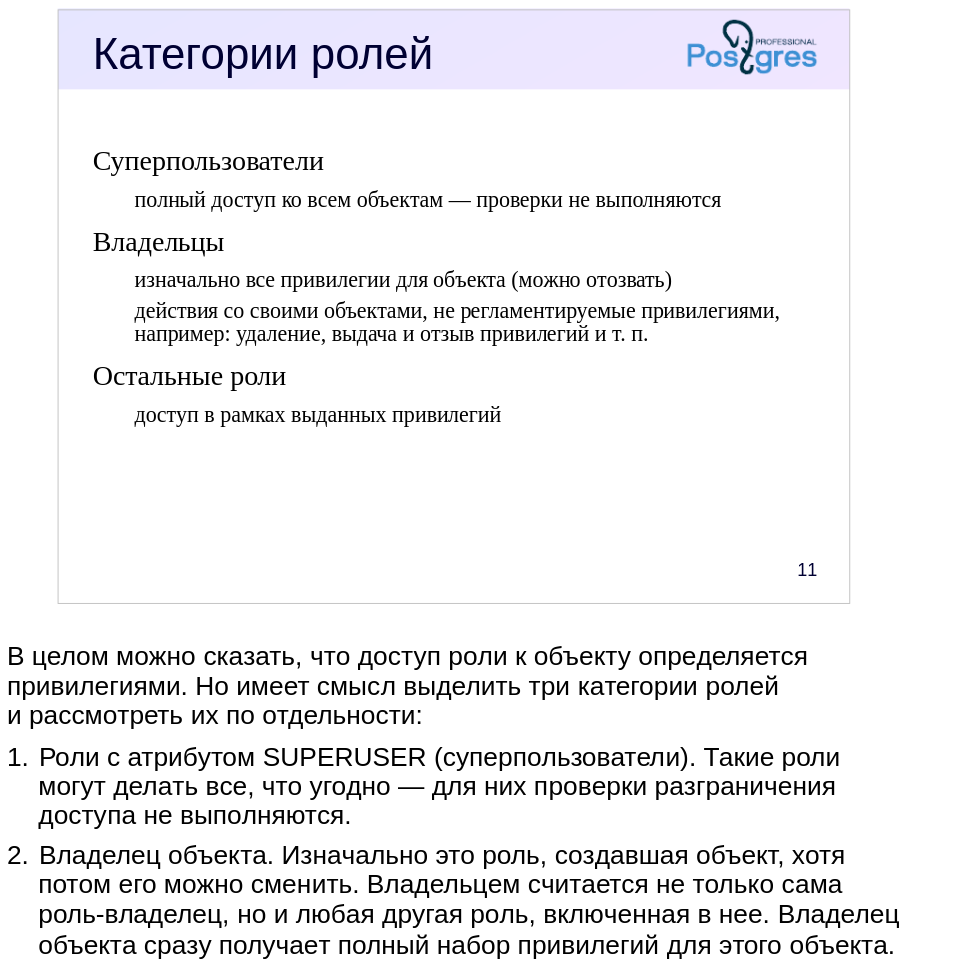 Категории ролей
PROFESSIONAL
Postgres
Суперпользователи
полный доступ ко всем объектам — проверки не выполняются
Владельцы
изначально все привилегии для объекта (можно отозвать)
действия со своими объектами, не регламентируемые привилегиями,
например: удаление, выдача и отзыв привилегий и т. п.
Остальные роли
доступ в рамках выданных привилегий
11
В целом можно сказать, что доступ роли к объекту определяется
привилегиями. Но имеет смысл выделить три категории ролей
и рассмотреть их по отдельности:
1. Роли с атрибутом SUPERUSER (суперпользователи). Такие роли
могут делать все, что угодно — для них проверки разграничения
доступа не выполняются.
2. Владелец объекта. Изначально это роль, создавшая объект, хотя
потом его можно сменить. Владельцем считается не только сама
роль-владелец, но и любая другая роль, включенная в нее. Владелец
объекта сразу получает полный набор привилегий для этого объекта.